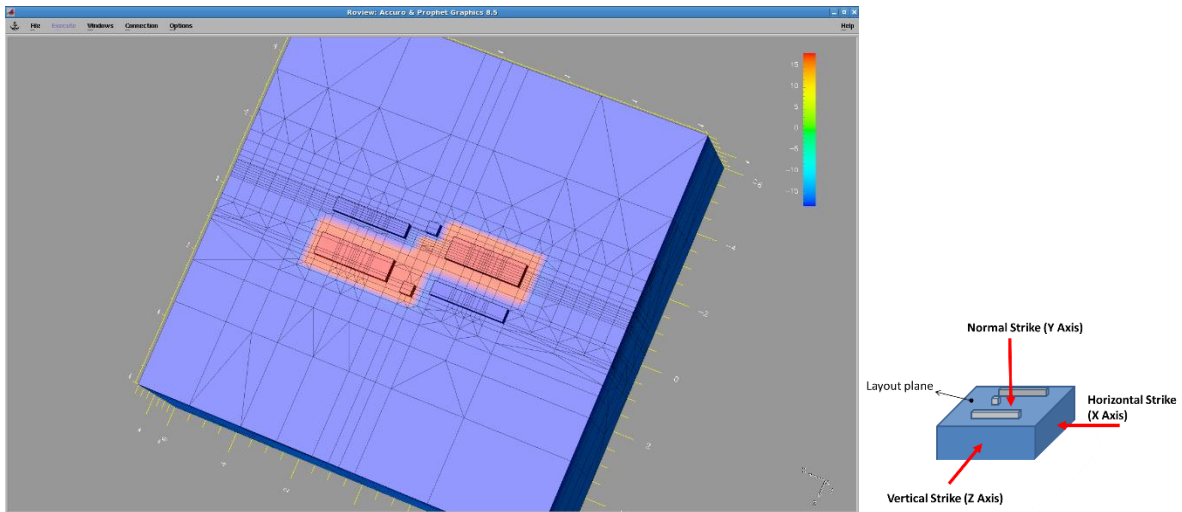 Roview: Accuro & Prophet Graphics 8.5
File Execute Windows Connection Options Help
15
10
5
0
-5
-10
-10
Normal Strike (Y Axis)
Layout plane
Horizontal Strike
(X Axis)
Vertical Strike (Z Axis)